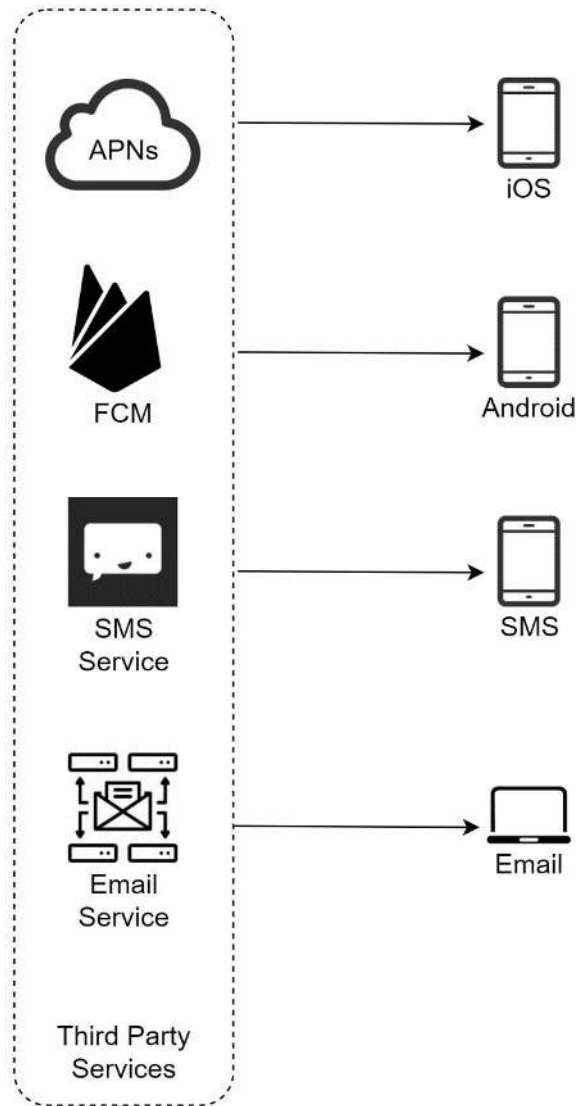 APNs
iOS
FCM
Android
SMS
Service
SMS
Email
Service
Email
Third Party
Services